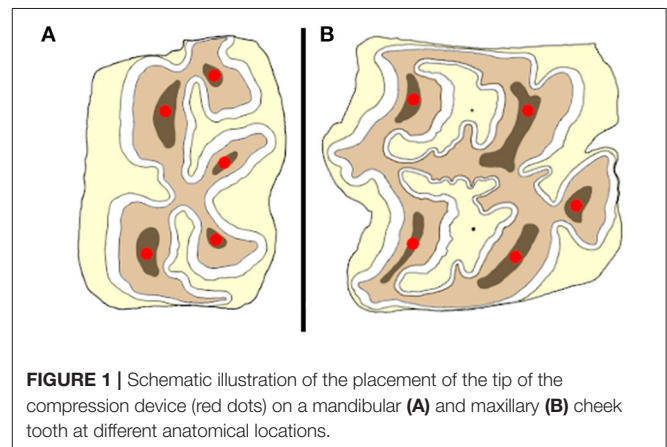 A
B
FIGURE 1 | Schematic illustration of the placement of the tip of the
compression device (red dots) on a mandibular (A) and maxillary (B) cheek
tooth at different anatomical locations.